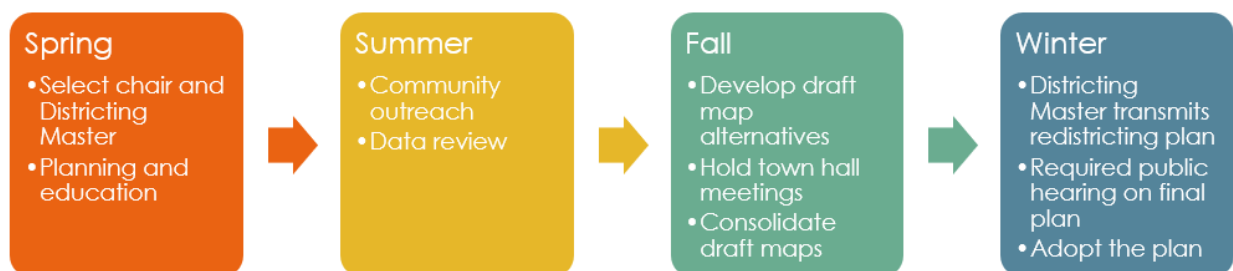 Spring
•Select chair and
Districting
Master
•Planning and
education
Summer
•Community
outreach
•Data review
Fall
•Develop draft
map
alternatives
•Hold town hall
meetings
•Consolidate
draft maps
Winter
•Districting
Master transmits
redistricting plan
•Required public
hearing on final
plan
•Adopt the plan